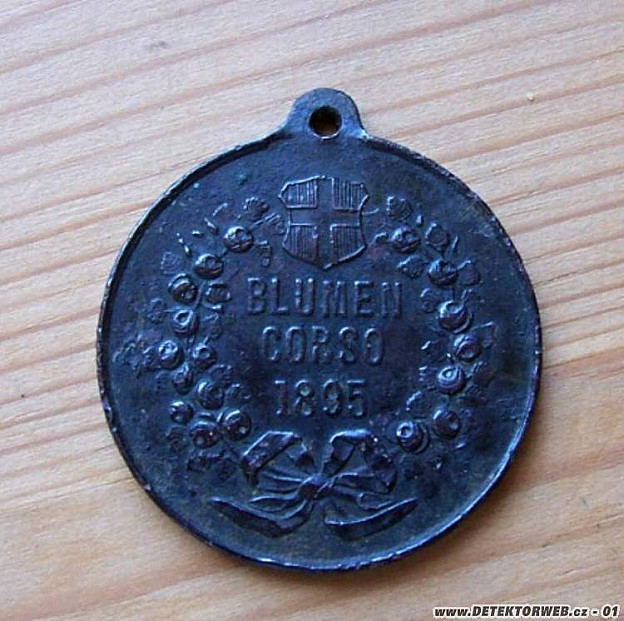 BLUMEN
CORSO
1895
www.DETEKTORWEB.cz - 01